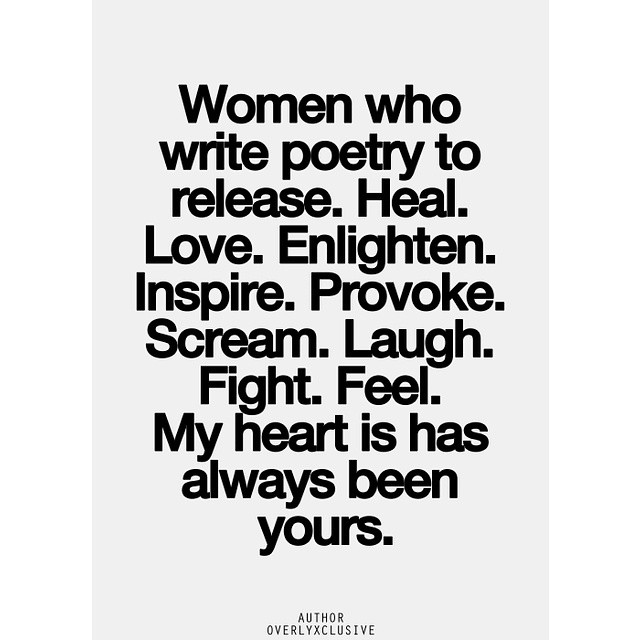 Women who
write poetry to
release. Heal.
Love. Enlighten.
Inspire. Provoke.
Scream. Laugh.
Fight. Feel.
My heart is has
always been
yours.
AUTHOR
OVERLYXCLUSIVE